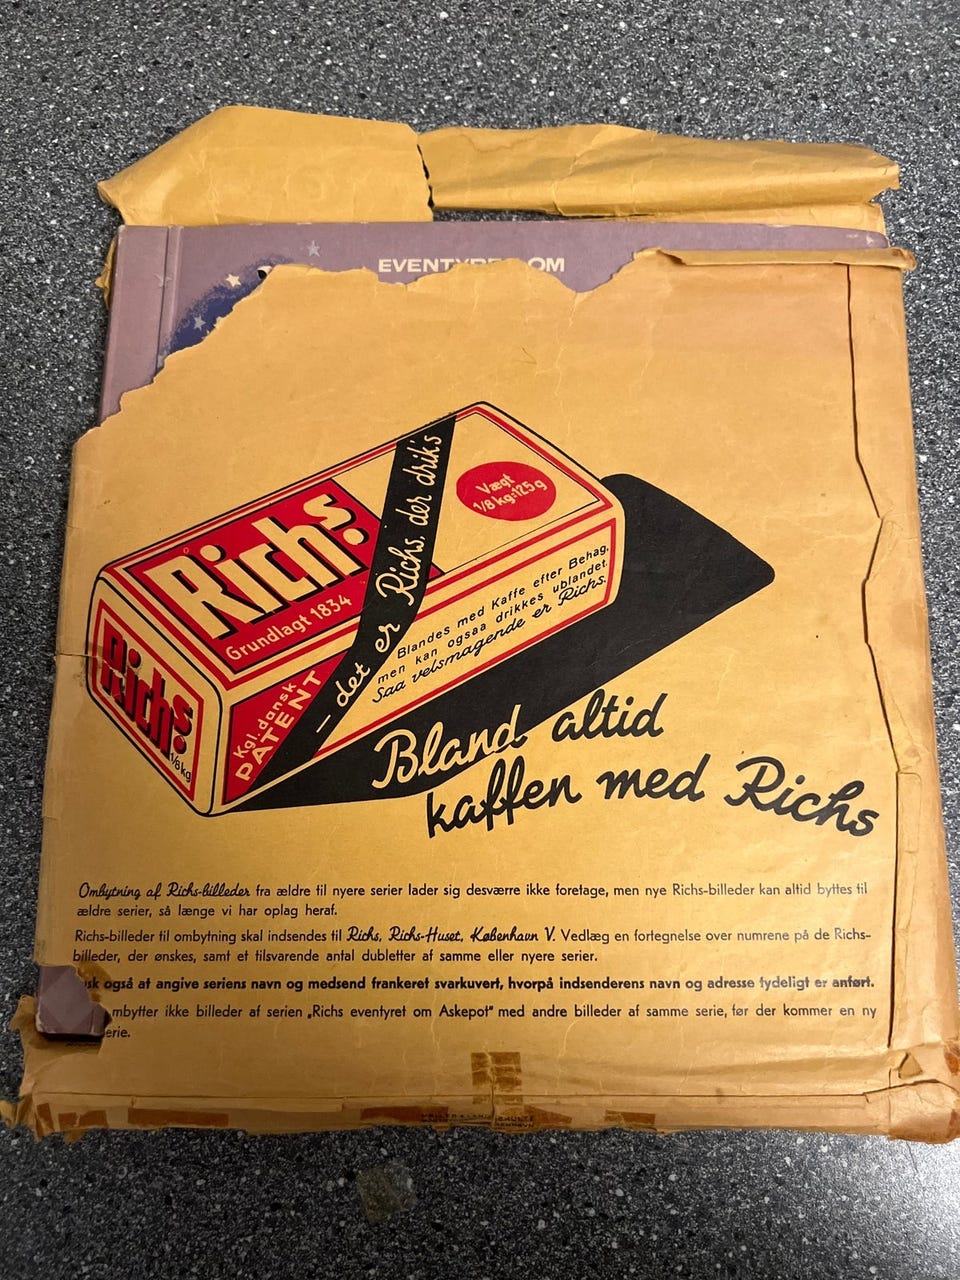 EVENTYRET OM
Richs
Grundlagt 1834
Vægt
1/8 kg=125g
– det er Richs, der drik's
Kgl. dansk
PATENT
Richs
1/8 kg
Blandes med Kaffe efter Behag,
men kan ogsaa drikkes ublandet.
Saa velsmagende er Richs.
Bland altid
kaffen med Richs
Ombytning af Richs-billeder fra ældre til nyere serier lader sig desværre ikke foretage, men nye Richs-billeder kan altid byttes til
ældre serier, så længe vi har oplag heraf.
Richs-billeder til ombytning skal indsendes til Richs, Richs-Huset, København V. Vedlæg en fortegnelse over numrene på de Richs-
billeder, der ønskes, samt et tilsvarende antal dubletter af samme eller nyere serier.
sk også at angive seriens navn og medsend frankeret svarkuvert, hvorpå indsenderens navn og adresse tydeligt er anført.
mbytter ikke billeder af serien „Richs eventyret om Askepot" med andre billeder af samme serie, før der kommer en ny
erie.